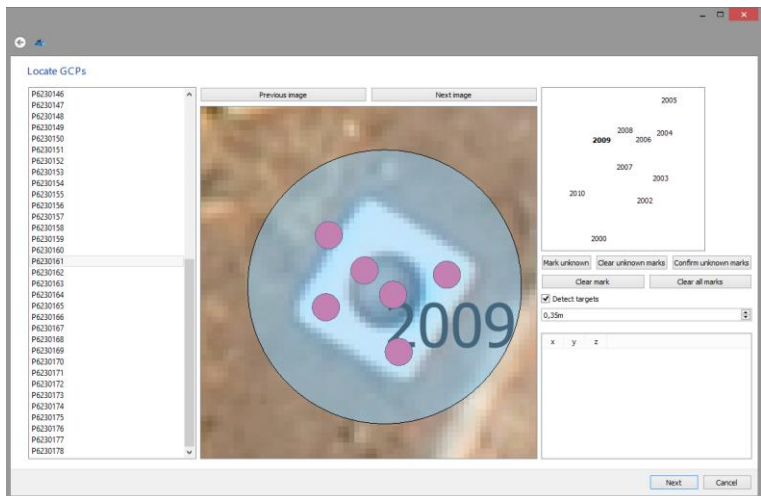 Locate GCPs
P6230146
P6230147
P6230148
P6230149
P6230150
P6230151
P6230152
P6230153
P6230154
P6230155
P6230156
P6230157
P6230158
P6230159
P6230160
P6230161
P6230162
P6230163
P6230164
P6230165
P6230166
P6230167
P6230168
P6230169
P6230170
P6230171
P6230172
P6230173
P6230174
P6230175
P6230176
P6230177
P6230178
Previous image Next image
2009
2005
2008 2004
2009 2006
2007
2003
2010
2002
2000
Mark unknown Clear unknown marks Confirm unknown marks
Clear mark Clear all marks
Detect targets
0,35m
x y z
Next Cancel